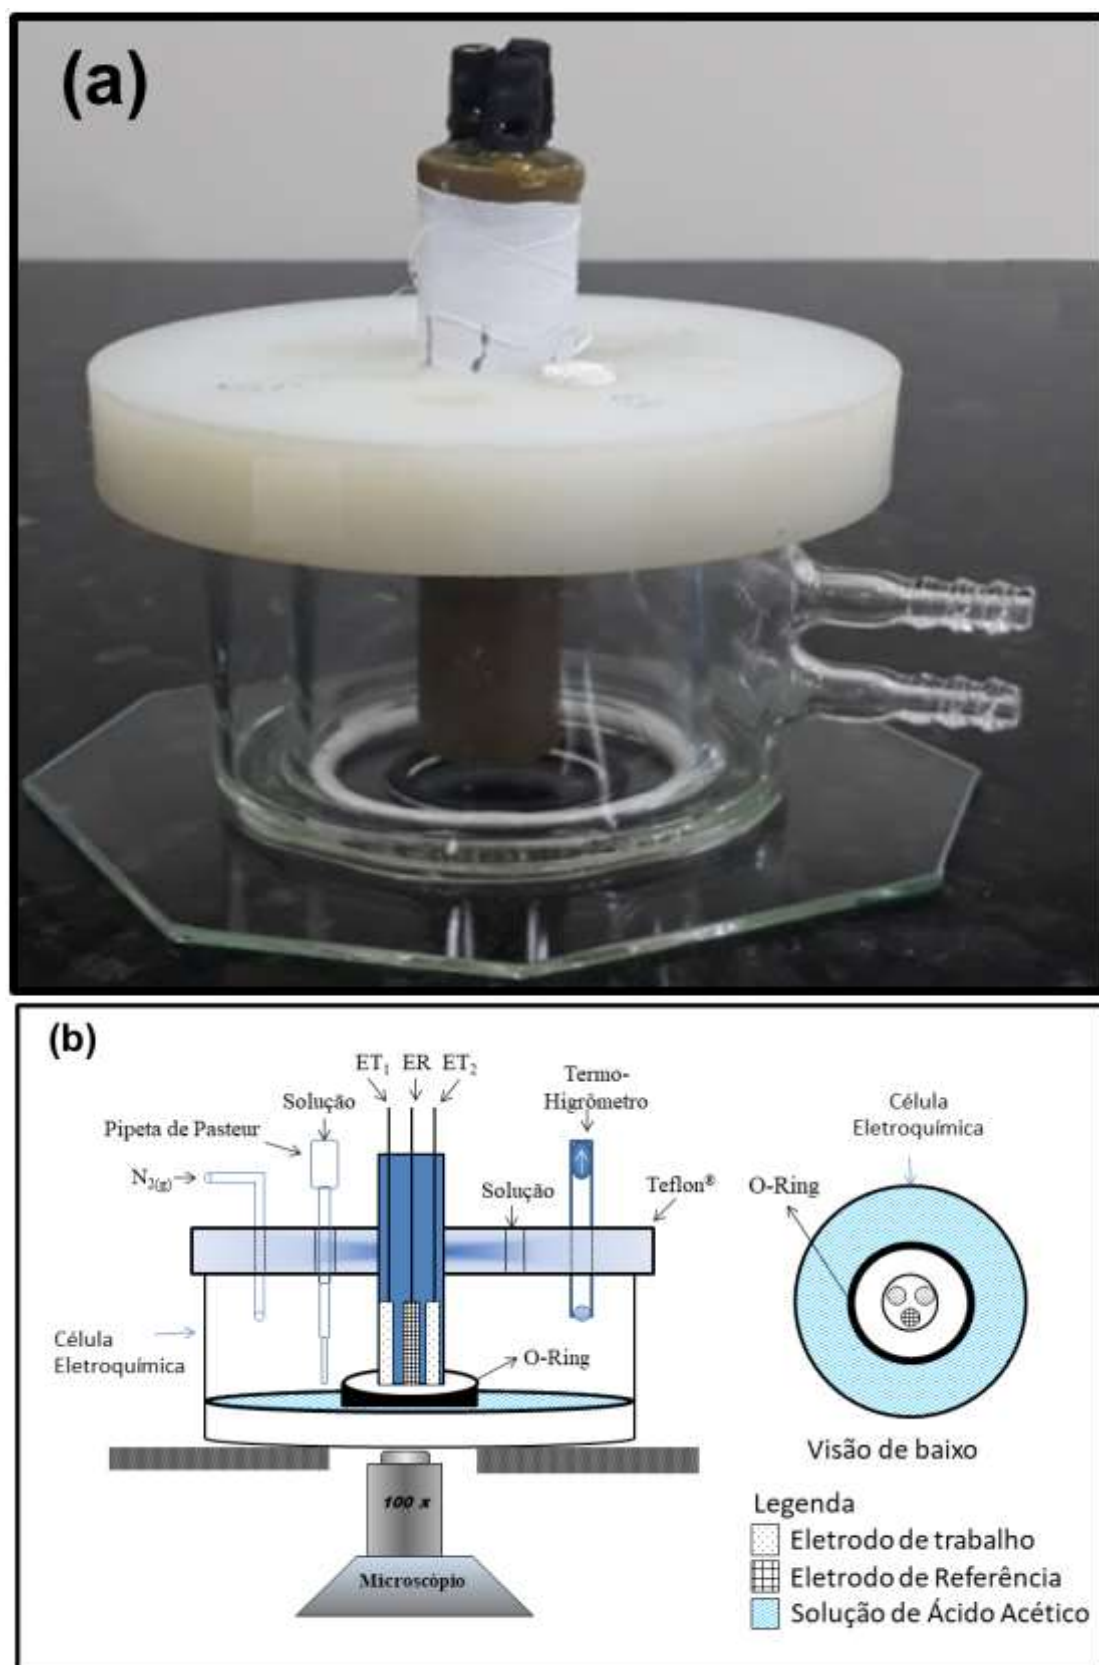 (a)
(b)
ET1 ER ET2
Solução
Pipeta de Pasteur
N2(g)
Termo-
Higrômetro
Solução
Teflon®
Célula
Eletroquímica
O-Ring
Célula
Eletroquímica
O-Ring
100 x
Microscópio
Visão de baixo
Legenda
Eletrodo de trabalho
Eletrodo de Referência
Solução de Ácido Acético